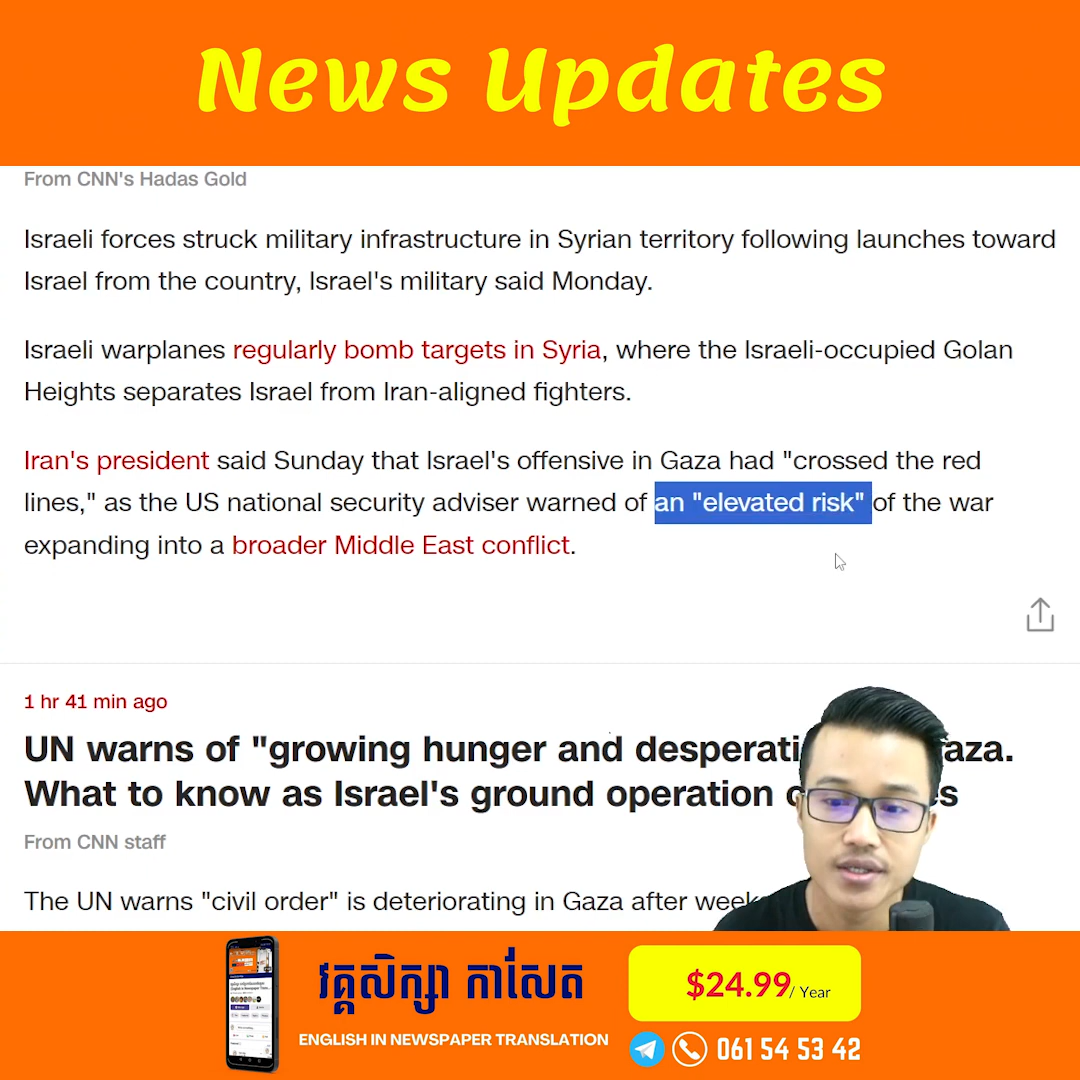 News Updates
From CNN's Hadas Gold
Israeli forces struck military infrastructure in Syrian territory following launches toward
Israel from the country, Israel's military said Monday.
Israeli warplanes regularly bomb targets in Syria, where the Israeli-occupied Golan
Heights separates Israel from Iran-aligned fighters.
Iran's president said Sunday that Israel's offensive in Gaza had "crossed the red
lines," as the US national security adviser warned of an "elevated risk" of the war
expanding into a broader Middle East conflict.
1 hr 41 min ago
UN warns of "growing hunger and
What to know as Israel's ground operation
From CNN staff
The UN warns "civil order" is deteriorating in Gaza after
វគ្គសិក្សា កាសែត
ENGLISH IN NEWSPAPER TRANSLATION
$24.99/ Year
061 54 53 42